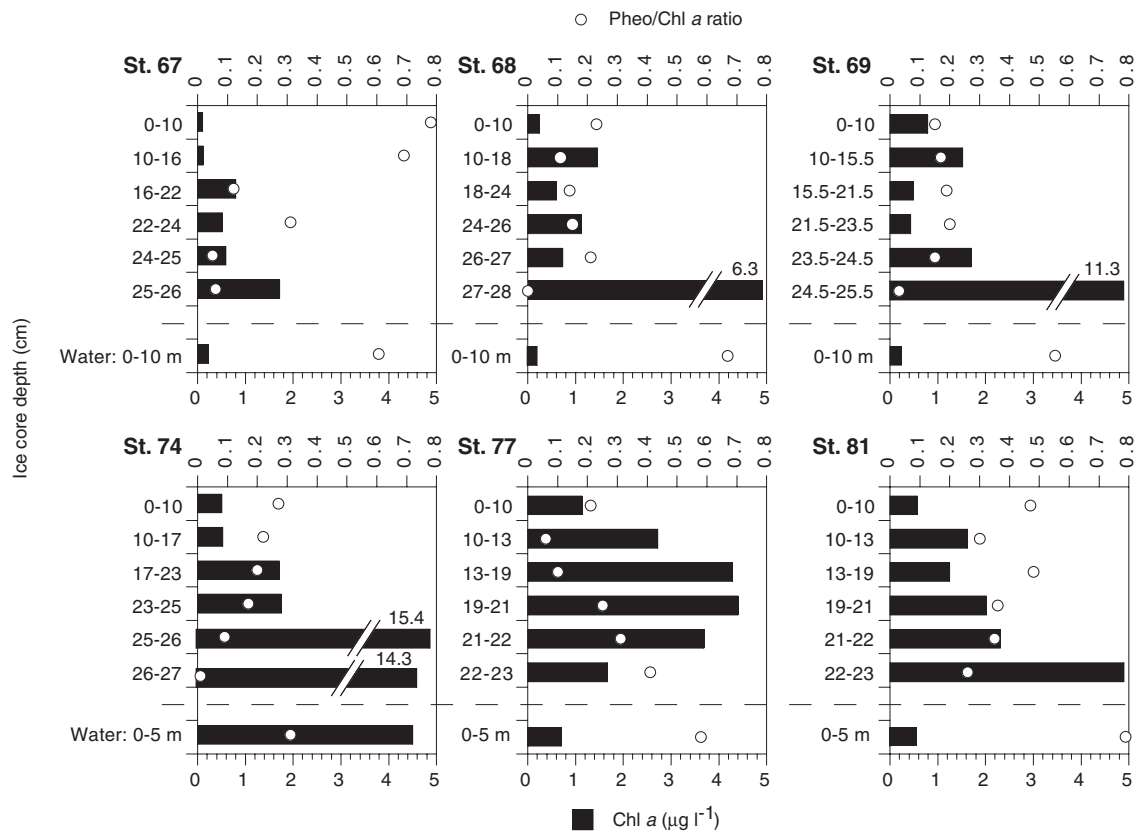 Pheo/Chl a ratio
St. 67
0 0.1 0.2 0.3 0.4 0.5 0.6 0.7 0.8
0-10
10-16
16-22
22-24
24-25
25-26
Water: 0-10 m
0 1 2 3 4 5
St. 68
0 0.1 0.2 0.3 0.4 0.5 0.6 0.7 0.8
0-10
10-18
18-24
24-26
26-27
27-28
6.3
0-10 m
0 1 2 3 4 5
St. 69
0 0.1 0.2 0.3 0.4 0.5 0.6 0.7 0.8
0-10
10-15.5
15.5-21.5
21.5-23.5
23.5-24.5
24.5-25.5
11.3
0-10 m
0 1 2 3 4 5
Ice core depth (cm)
St. 74
0 0.1 0.2 0.3 0.4 0.5 0.6 0.7 0.8
0-10
10-17
17-23
23-25
25-26
15.4
26-27
14.3
Water: 0-5 m
0 1 2 3 4 5
St. 77
0 0.1 0.2 0.3 0.4 0.5 0.6 0.7 0.8
0-10
10-13
13-19
19-21
21-22
22-23
0-5 m
0 1 2 3 4 5
St. 81
0 0.1 0.2 0.3 0.4 0.5 0.6 0.7 0.8
0-10
10-13
13-19
19-21
21-22
22-23
0-5 m
0 1 2 3 4 5
Chl a (μg l⁻¹)